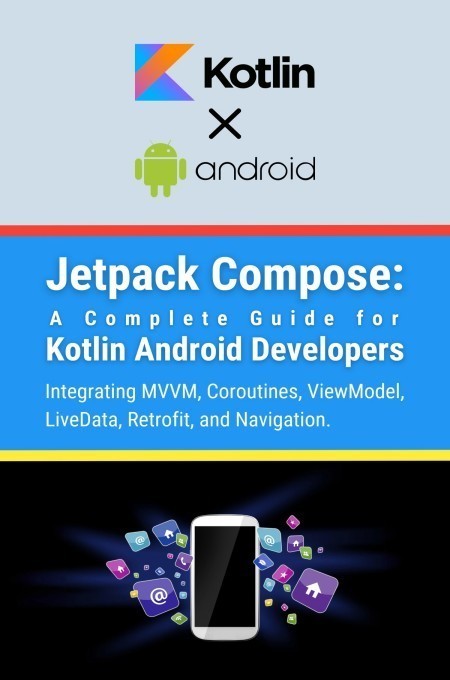 Kotlin
X
android
Jetpack Compose:
A Complete Guide for
Kotlin Android Developers
Integrating MVVM, Coroutines, ViewModel,
LiveData, Retrofit, and Navigation.
@
@
@